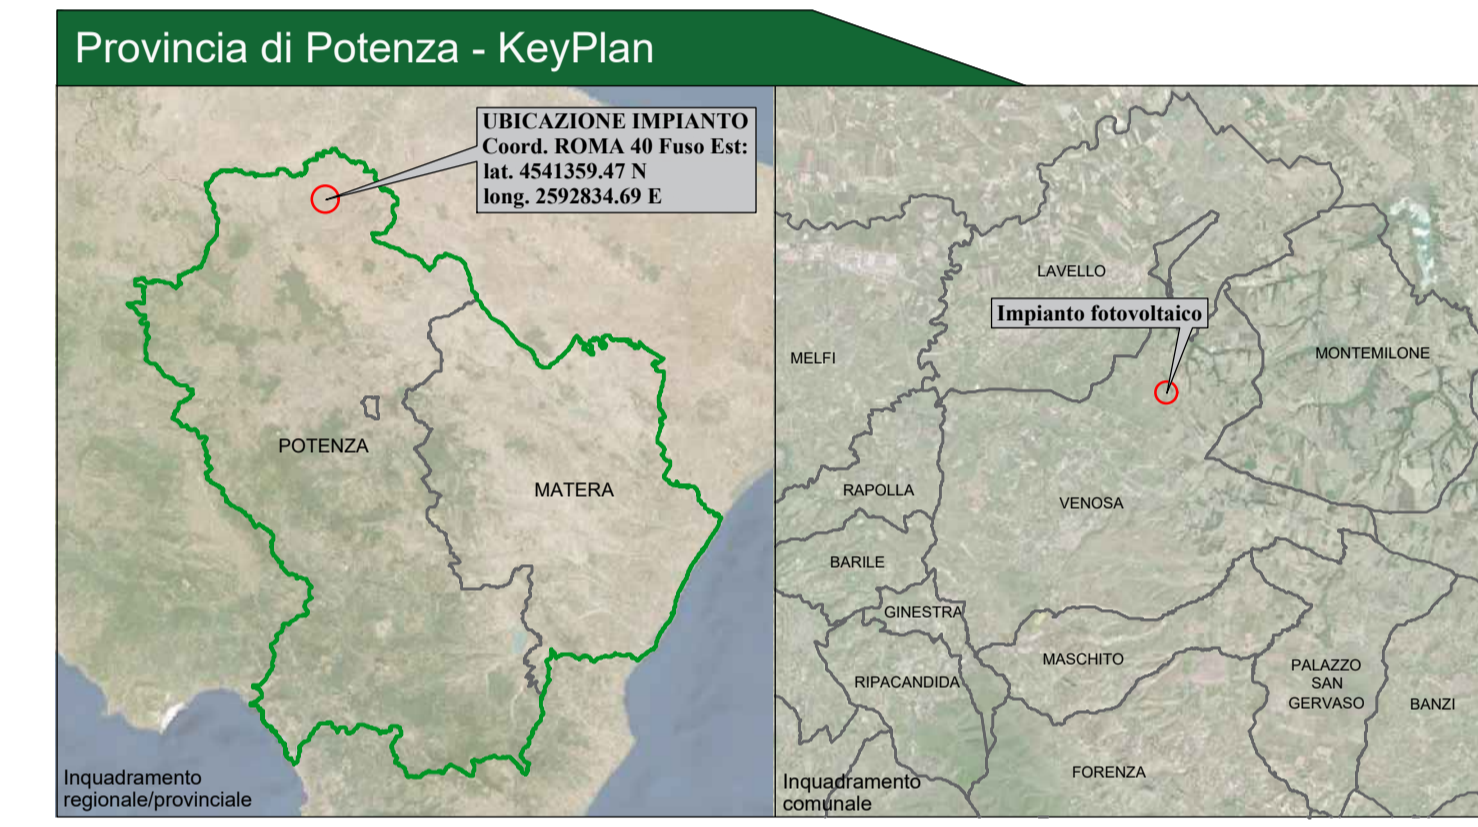 Provincia di Potenza - KeyPlan
UBICAZIONE IMPIANTO
Coord. ROMA 40 Fuso Est:
lat. 4541359.47 N
long. 2592834.69 E
POTENZA
MATERA
Inquadramento
regionale/provinciale
LAVELLO
Impianto fotovoltaico
MELFI
MONTEMILONE
RAPOLLA
VENOSA
BARILE
GINESTRA
MASCHITO
RIPACANDIDA
PALAZZO
SAN
GERVASO
BANZI
FORENZA
Inquadramento
comunale